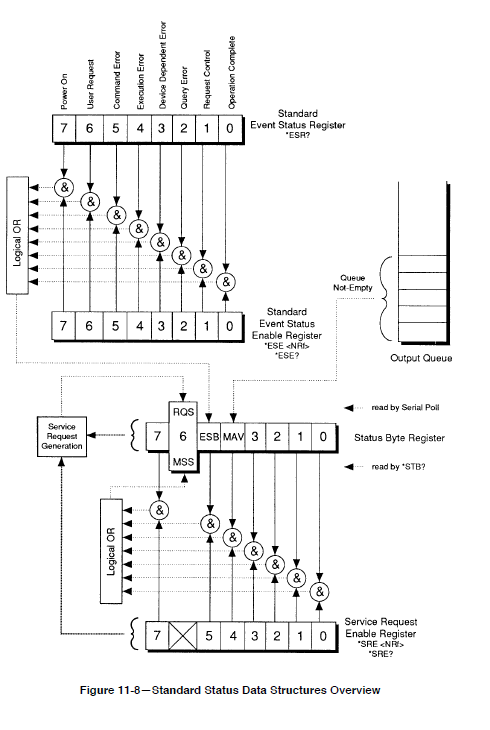 Power On
User Request
Command Error
Execution Error
Device Dependent Error
Query Error
Request Control
Operation Complete
7 6 5 4 3 2 1 0
Standard
Event Status Register
*ESR?
& & & & & & & &
Logical OR
Queue
Not-Empty
Output Queue
7 6 5 4 3 2 1 0
Standard
Event Status
Enable Register
*ESE <NRf>
*ESE?
read by Serial Poll
Service
Request
Generation
RQS
7 6 ESB MAV 3 2 1 0
MSS
Status Byte Register
read by *STB?
Logical OR
& & & & & & &
7 5 4 3 2 1 0
Service Request
Enable Register
*SRE <NRf>
*SRE?
Figure 11-8—Standard Status Data Structures Overview